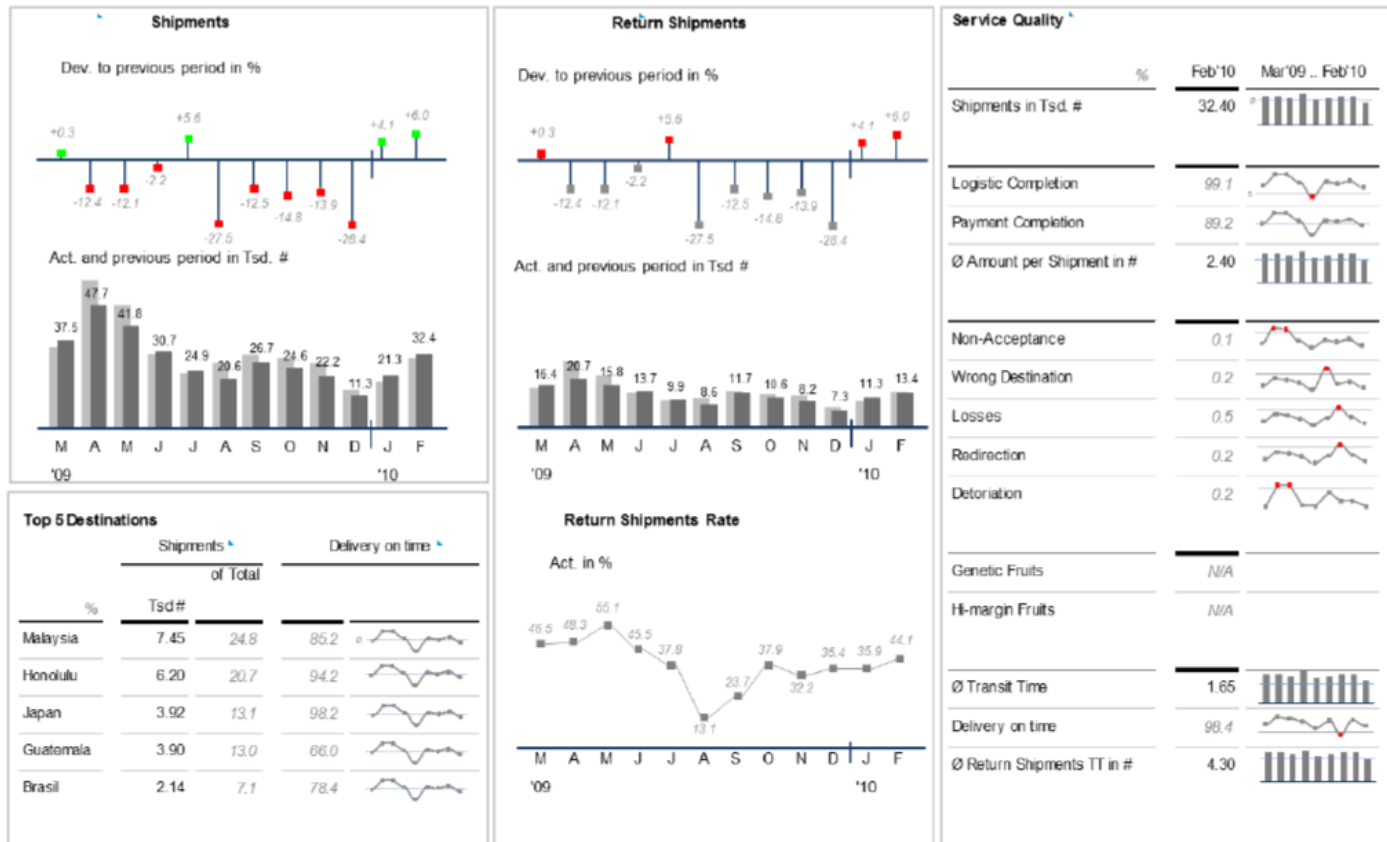 Shipments
Dev. to previous period in %
+0.3
-12.4
-12.1
-2.2
+5.6
-27.5
-12.5
-14.8
-13.9
-28.4
+4.1
+6.0
Act. and previous period in Tsd. #
37.5
47.7
41.8
30.7
24.9
20.6
26.7
24.6
22.2
11.3
21.3
32.4
M A M J J A S O N D J F
'09 '10
Top 5 Destinations
Shipments Delivery on time
of Total
% Tsd #
Malaysia 7.45 24.8 85.2
Honolulu 6.20 20.7 94.2
Japan 3.92 13.1 98.2
Guatemala 3.90 13.0 66.0
Brasil 2.14 7.1 78.4
Return Shipments
Dev. to previous period in %
+0.3
-12.4
-12.1
-2.2
+5.6
-27.5
-12.5
-14.8
-13.9
-28.4
+4.1
+6.0
Act. and previous period in Tsd #
16.4
20.7
15.8
13.7
9.9
8.6
11.7
10.6
8.2
7.3
11.3
13.4
M A M J J A S O N D J F
'09 '10
Return Shipments Rate
Act. in %
46.5
48.3
55.1
45.5
37.8
13.1
23.7
37.9
32.2
35.4
35.9
44.1
M A M J J A S O N D J F
'09 '10
Service Quality
% Feb'10 Mar'09 .. Feb'10
Shipments in Tsd. # 32.40
Logistic Completion 99.1
Payment Completion 89.2
Ø Amount per Shipment in # 2.40
Non-Acceptance 0.1
Wrong Destination 0.2
Losses 0.5
Redirection 0.2
Detoriation 0.2
Genetic Fruits N/A
Hi-margin Fruits N/A
Ø Transit Time 1.65
Delivery on time 98.4
Ø Return Shipments TT in # 4.30